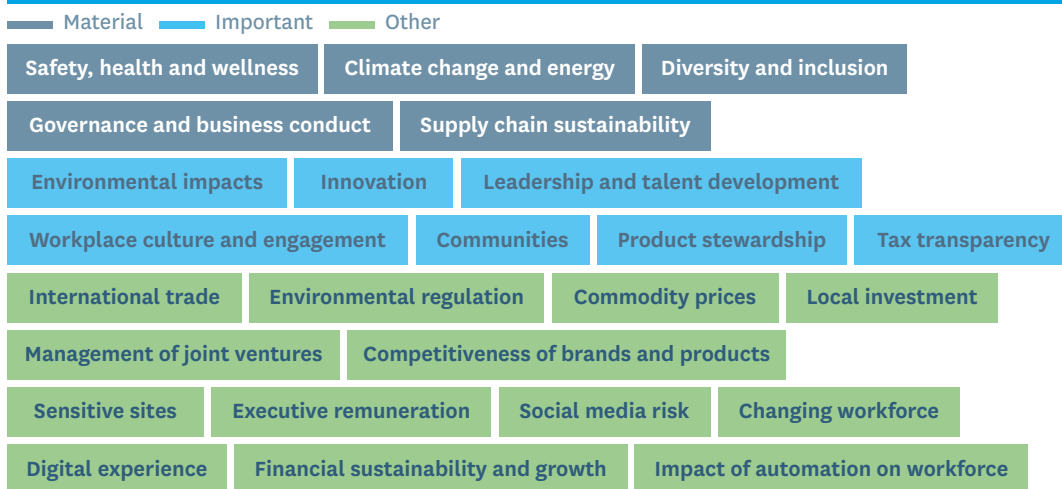 Material Important Other
Safety, health and wellness Climate change and energy Diversity and inclusion
Governance and business conduct Supply chain sustainability
Environmental impacts Innovation Leadership and talent development
Workplace culture and engagement Communities Product stewardship Tax transparency
International trade Environmental regulation Commodity prices Local investment
Management of joint ventures Competitiveness of brands and products
Sensitive sites Executive remuneration Social media risk Changing workforce
Digital experience Financial sustainability and growth Impact of automation on workforce